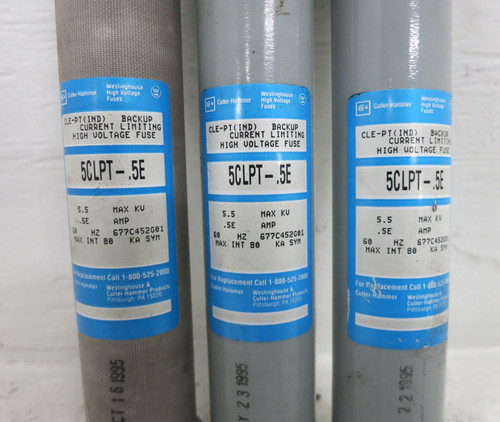 Cutler-Hammer
Westinghouse
High Voltage
Fuses
CLE-PT(IND) BACKUP
CURRENT LIMITING
HIGH VOLTAGE FUSE
5CLPT-.5E
5.5 MAX KV
.5E AMP
60 HZ 677C452G01
MAX INT 80 KA SYM
For Replacement Call 1-800-525-2000
Westinghouse &
Cutler-Hammer Products
Pittsburgh, PA 15220
CT 16 1995
Cutler-Hammer
Westinghouse
High Voltage
Fuses
CLE-PT(IND) BACKUP
CURRENT LIMITING
HIGH VOLTAGE FUSE
5CLPT-.5E
5.5 MAX KV
.5E AMP
60 HZ 677C452G01
MAX INT 80 KA SYM
For Replacement Call 1-800-525-2000
Westinghouse &
Cutler-Hammer Products
Pittsburgh, PA 15220
Y 23 1995
Cutler-Hammer
Westinghouse
High Voltage
Fuses
CLE-PT(IND) BACKUP
CURRENT LIMITING
HIGH VOLTAGE FUSE
5CLPT-.5E
5.5 MAX KV
.5E AMP
60 HZ 677C452G01
MAX INT 80 KA SYM
For Replacement Call 1-800-525-2000
Westinghouse &
Cutler-Hammer Products
Pittsburgh, PA
22 1995